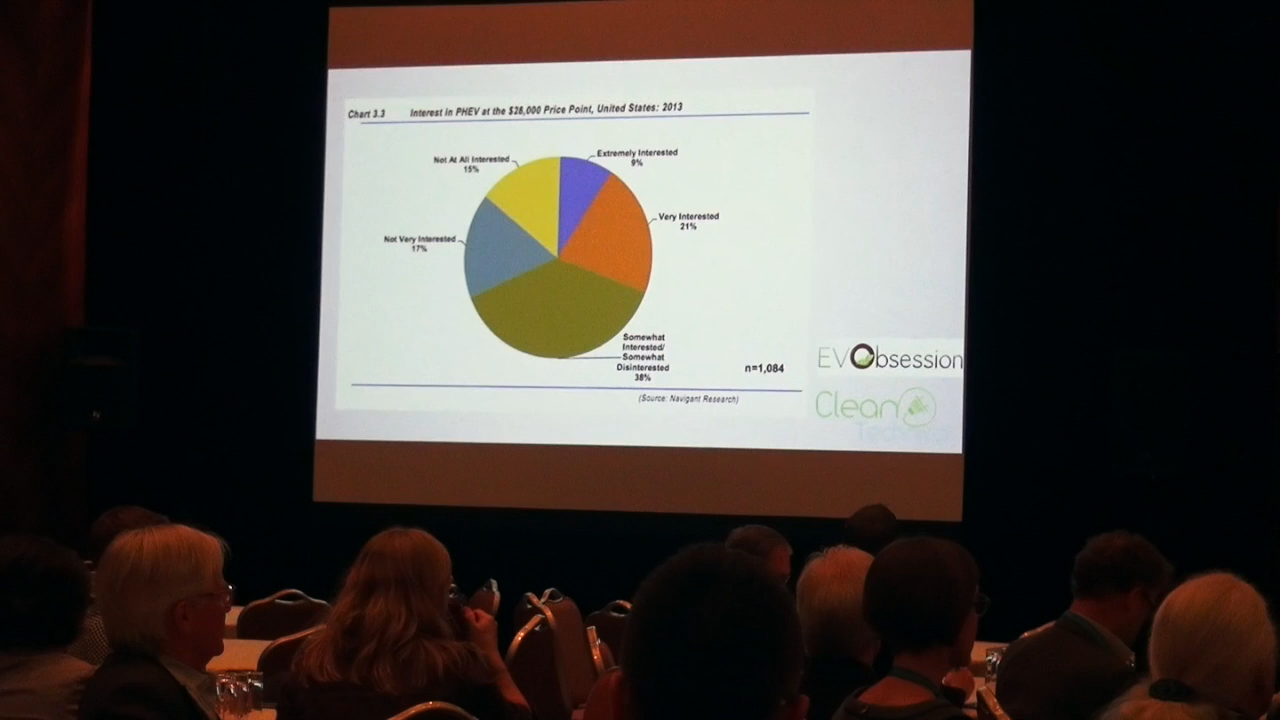 Chart 3.3 Interest in PHEV at the $28,000 Price Point, United States: 2013
Not At All Interested
15%
Extremely Interested
9%
Very Interested
21%
Not Very Interested
17%
Somewhat
Interested/
Somewhat
Disinterested
38%
n=1,084
(Source: Navigant Research)
EVObsession
Clean